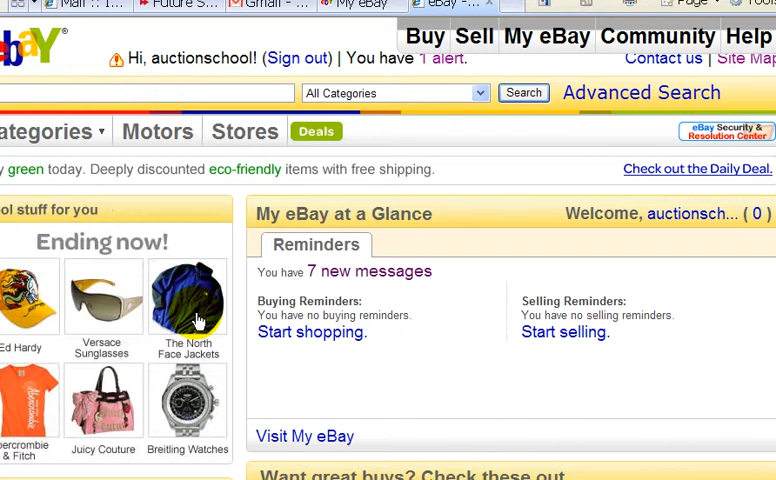 Mail :: I... Future S... Gmail - ... My eBay eBay -... Page Tools
Buy Sell My eBay Community Help
ebaY®
Hi, auctionschool! (Sign out) | You have 1 alert.
Contact us | Site Map
All Categories Search Advanced Search
ategories Motors Stores Deals
eBay Security &
Resolution Center
y green today. Deeply discounted eco-friendly items with free shipping.
Check out the Daily Deal.
ol stuff for you
Ending now!
Ed Hardy
Versace
Sunglasses
The North
Face Jackets
bercrombie
& Fitch
Juicy Couture
Breitling Watches
My eBay at a Glance
Welcome, auctionsch... ( 0 )
Reminders
You have 7 new messages
Buying Reminders:
You have no buying reminders.
Start shopping.
Selling Reminders:
You have no selling reminders.
Start selling.
Visit My eBay
Want great buys? Check these out